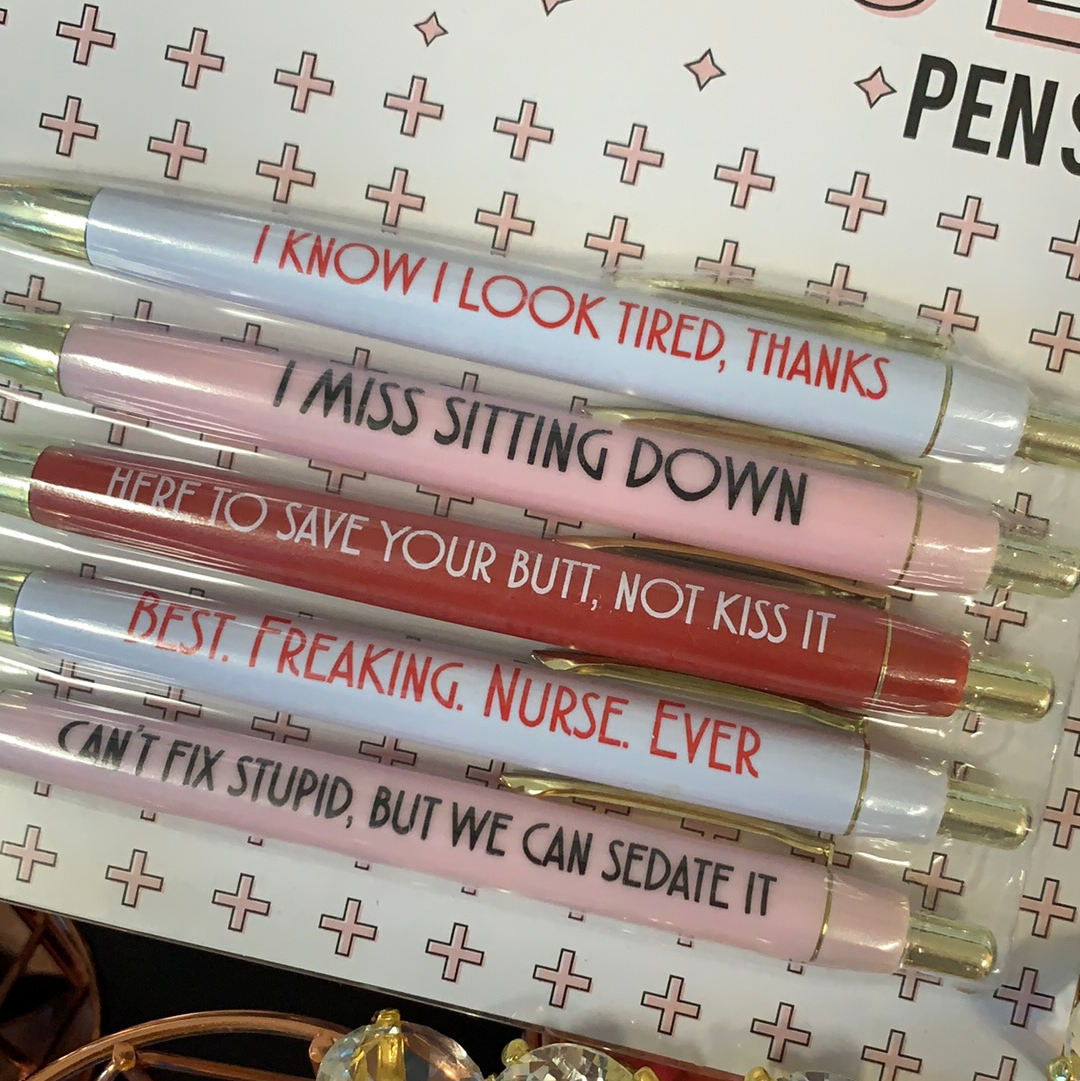 PENS
I KNOW I LOOK TIRED, THANKS
I MISS SITTING DOWN
HERE TO SAVE YOUR BUTT, NOT KISS IT
BEST. FREAKING. NURSE. EVER
CAN'T FIX STUPID, BUT WE CAN SEDATE IT